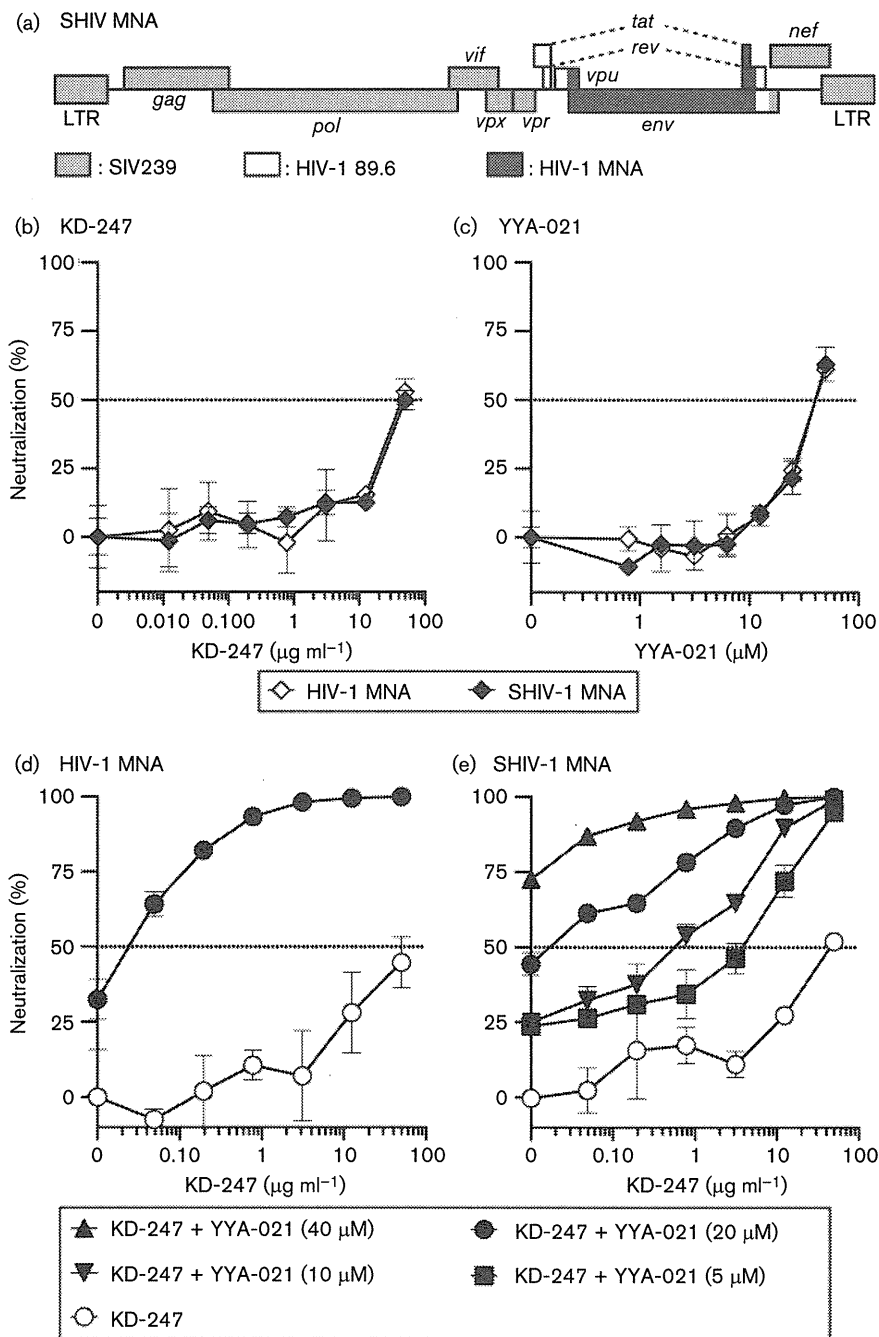 (a) SHIV MNA
tat
nef
vif
rev
vpu
gag
LTR
pol
vpx
vpr
env
LTR
: SIV239
: HIV-1 89.6
: HIV-1 MNA
(b) KD-247
(c) YYA-021
100
75
50
25
0
Neutralization (%)
0 0.010 0.100 1 10 100
KD-247 (µg ml⁻¹)
100
75
50
25
0
0 1 10 100
YYA-021 (µM)
HIV-1 MNA
SHIV-1 MNA
(d) HIV-1 MNA
(e) SHIV-1 MNA
100
75
50
25
0
Neutralization (%)
0 0.10 1 10 100
KD-247 (µg ml⁻¹)
100
75
50
25
0
0 0.10 1 10 100
KD-247 (µg ml⁻¹)
KD-247 + YYA-021 (40 µM)
KD-247 + YYA-021 (20 µM)
KD-247 + YYA-021 (10 µM)
KD-247 + YYA-021 (5 µM)
KD-247